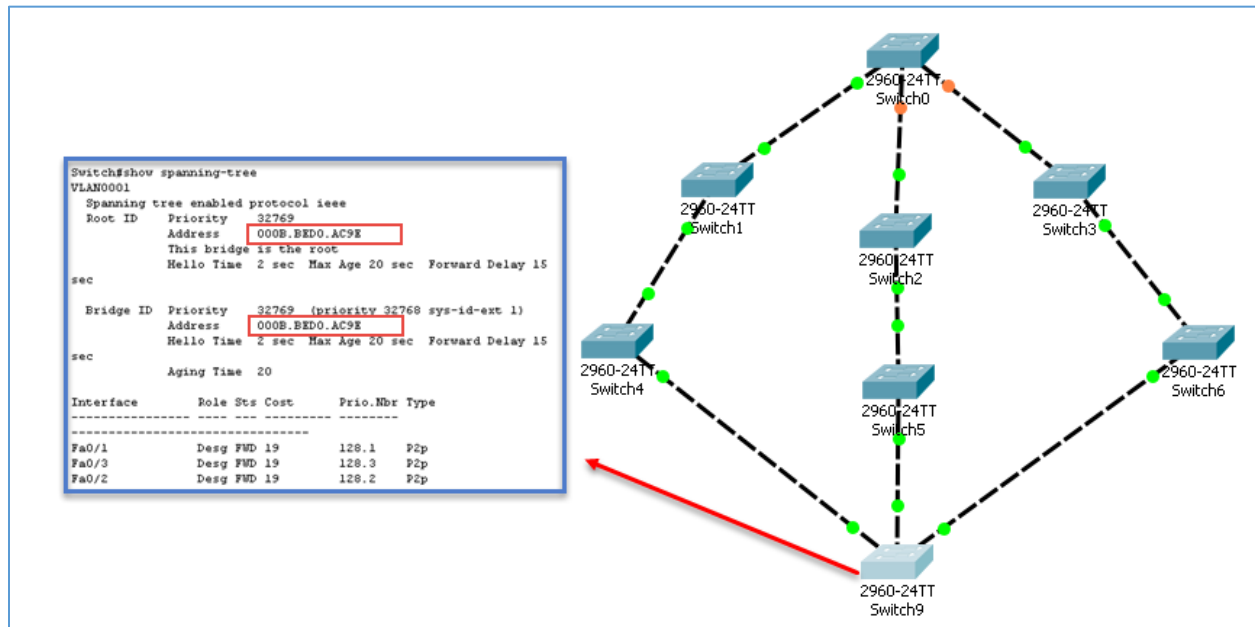 Switch#show spanning-tree
VLAN0001
Spanning tree enabled protocol ieee
Root ID Priority 32769
Address 000B.BED0.AC9E
This bridge is the root
Hello Time 2 sec Max Age 20 sec Forward Delay 15
sec
Bridge ID Priority 32769 (priority 32768 sys-id-ext 1)
Address 000B.BED0.AC9E
Hello Time 2 sec Max Age 20 sec Forward Delay 15
sec
Aging Time 20
Interface Role Sts Cost Prio.Nbr Type
---------------- ---- --- --------- --------
--------------------------------
Fa0/1 Desg FWD 19 128.1 P2p
Fa0/3 Desg FWD 19 128.3 P2p
Fa0/2 Desg FWD 19 128.2 P2p
2960-24TT
Switch0
2960-24TT
Switch1
2960-24TT
Switch2
2960-24TT
Switch3
2960-24TT
Switch4
2960-24TT
Switch5
2960-24TT
Switch6
2960-24TT
Switch9